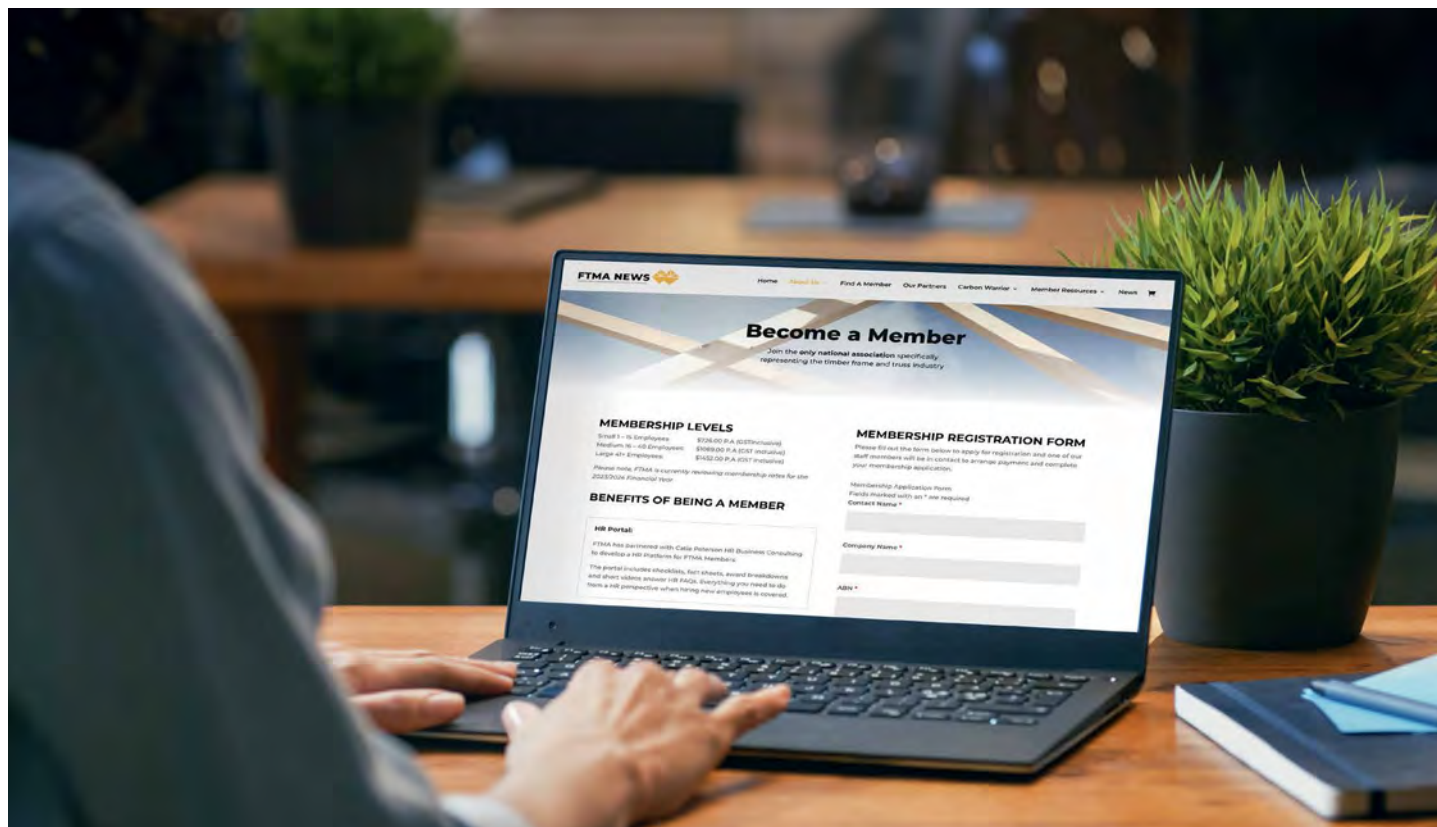 FTMA NEWS
Home About Us Find A Member Our Partners Carbon Warrior Member Resources News
Become a Member
Join the only national association specifically
representing the timber frame and truss industry
MEMBERSHIP LEVELS
Small 1 – 15 Employees $726.00 P.A (GST inclusive)
Medium 16 – 40 Employees $1089.00 P.A (GST inclusive)
Large 41+ Employees $1452.00 P.A (GST inclusive)
Please note, FTMA is currently reviewing membership rates for the
2023/2024 Financial Year.
BENEFITS OF BEING A MEMBER
HR Portal:
FTMA has partnered with Catie Paterson HR Business Consulting
to develop a HR Platform for FTMA Members.
The portal includes checklists, fact sheets, award breakdowns
and short videos answer HR FAQs. Everything you need to do
from a HR perspective when hiring new employees is covered.
MEMBERSHIP REGISTRATION FORM
Please fill out the form below to apply for registration and one of our
staff members will be in contact to arrange payment and complete
your membership application.
Membership Application Form
Fields marked with an * are required
Contact Name *
Company Name *
ABN *